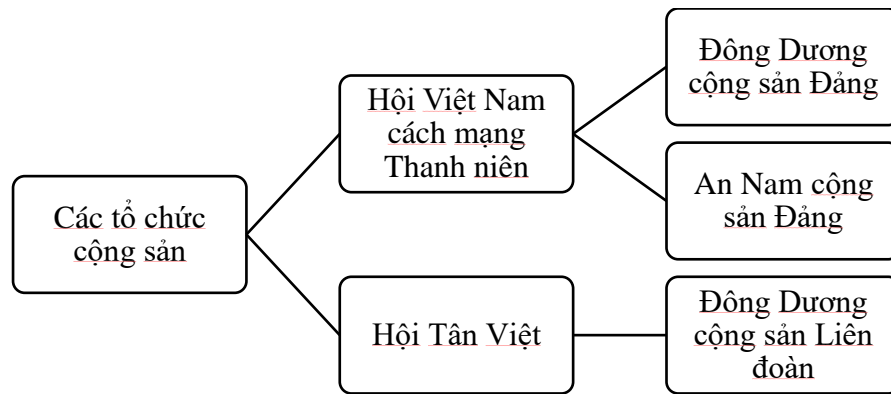 Các tổ chức
cộng sản
Hội Việt Nam
cách mạng
Thanh niên
Đông Dương
cộng sản Đảng
An Nam cộng
sản Đảng
Hội Tân Việt
Đông Dương
cộng sản Liên
đoàn